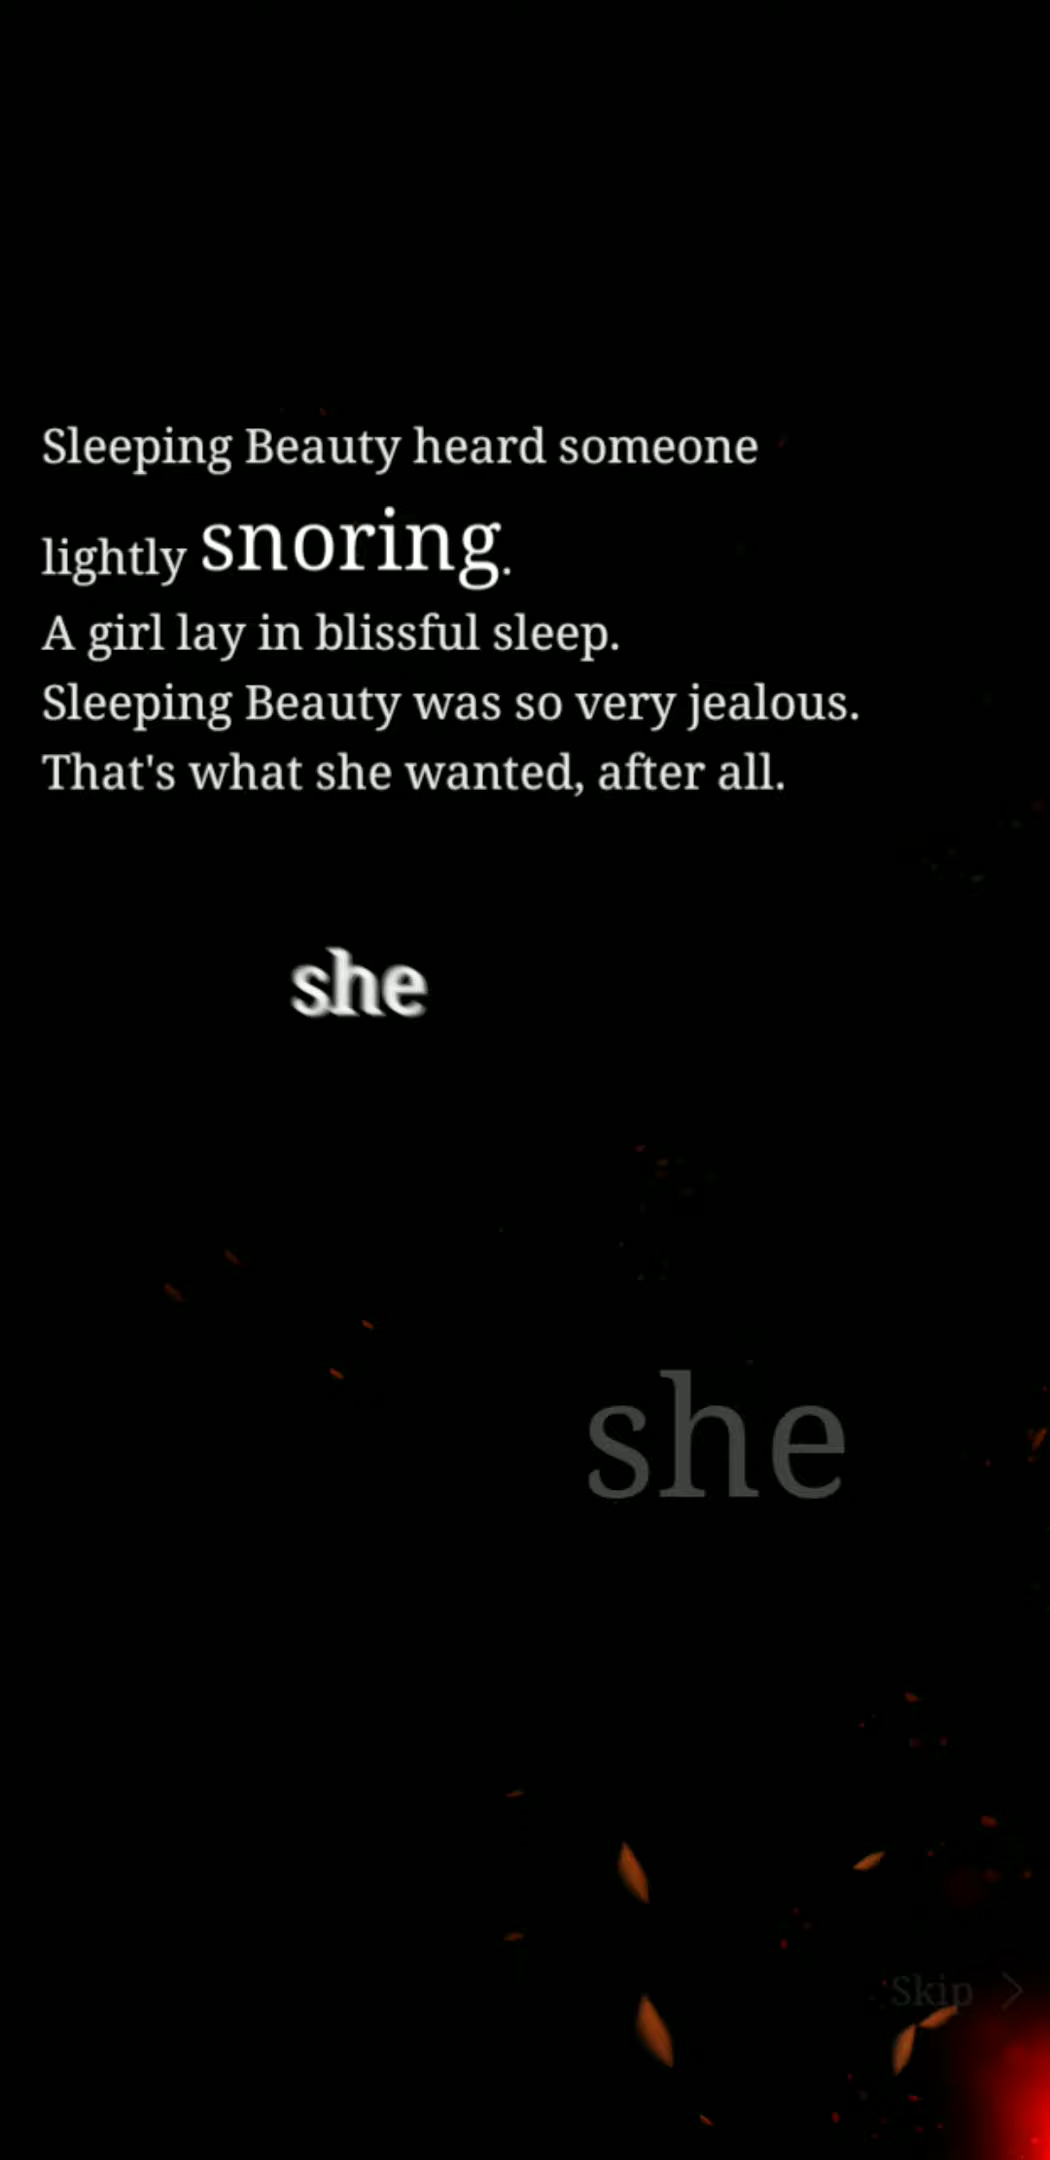 Sleeping Beauty heard someone
lightly snoring.
A girl lay in blissful sleep.
Sleeping Beauty was so very jealous.
That's what she wanted, after all.
she
she
Skip >